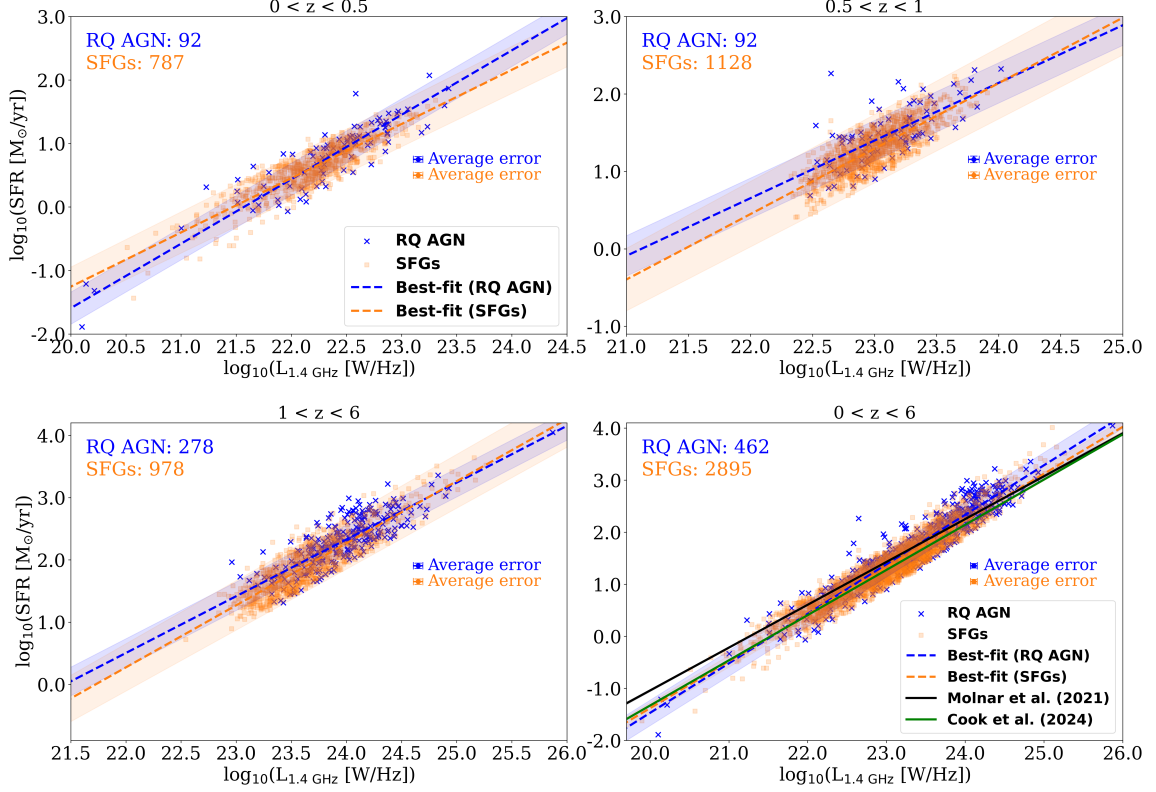 0 < z < 0.5
RQ AGN: 92
SFGs: 787
3.0
2.0
1.0
0.0
-1.0
-2.0
log10(SFR [M⊙/yr])
Average error
Average error
RQ AGN
SFGs
Best-fit (RQ AGN)
Best-fit (SFGs)
20.0 20.5 21.0 21.5 22.0 22.5 23.0 23.5 24.0 24.5
log10(L1.4 GHz [W/Hz])
0.5 < z < 1
RQ AGN: 92
SFGs: 1128
3.0
2.0
1.0
0.0
-1.0
Average error
Average error
21.0 21.5 22.0 22.5 23.0 23.5 24.0 24.5 25.0
log10(L1.4 GHz [W/Hz])
1 < z < 6
RQ AGN: 278
SFGs: 978
4.0
3.0
2.0
1.0
0.0
log10(SFR [M⊙/yr])
Average error
Average error
21.5 22.0 22.5 23.0 23.5 24.0 24.5 25.0 25.5 26.0
log10(L1.4 GHz [W/Hz])
0 < z < 6
RQ AGN: 462
SFGs: 2895
4.0
3.0
2.0
1.0
0.0
-1.0
-2.0
Average error
Average error
RQ AGN
SFGs
Best-fit (RQ AGN)
Best-fit (SFGs)
Molnar et al. (2021)
Cook et al. (2024)
20.0 21.0 22.0 23.0 24.0 25.0 26.0
log10(L1.4 GHz [W/Hz])